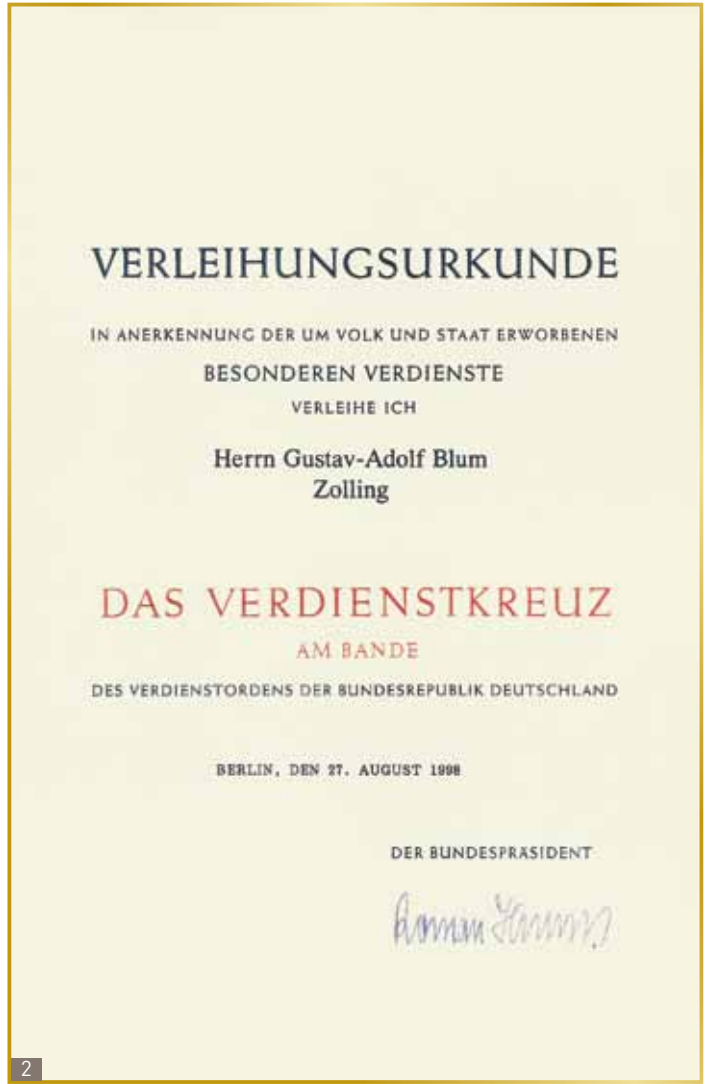 VERLEIHUNGSURKUNDE
IN ANERKENNUNG DER UM VOLK UND STAAT ERWORBENEN
BESONDEREN VERDIENSTE
VERLEIHE ICH
Herrn Gustav-Adolf Blum
Zolling
DAS VERDIENSTKREUZ
AM BANDE
DES VERDIENSTORDENS DER BUNDESREPUBLIK DEUTSCHLAND
BERLIN, DEN 27. AUGUST 1998
DER BUNDESPRÄSIDENT
Roman
2